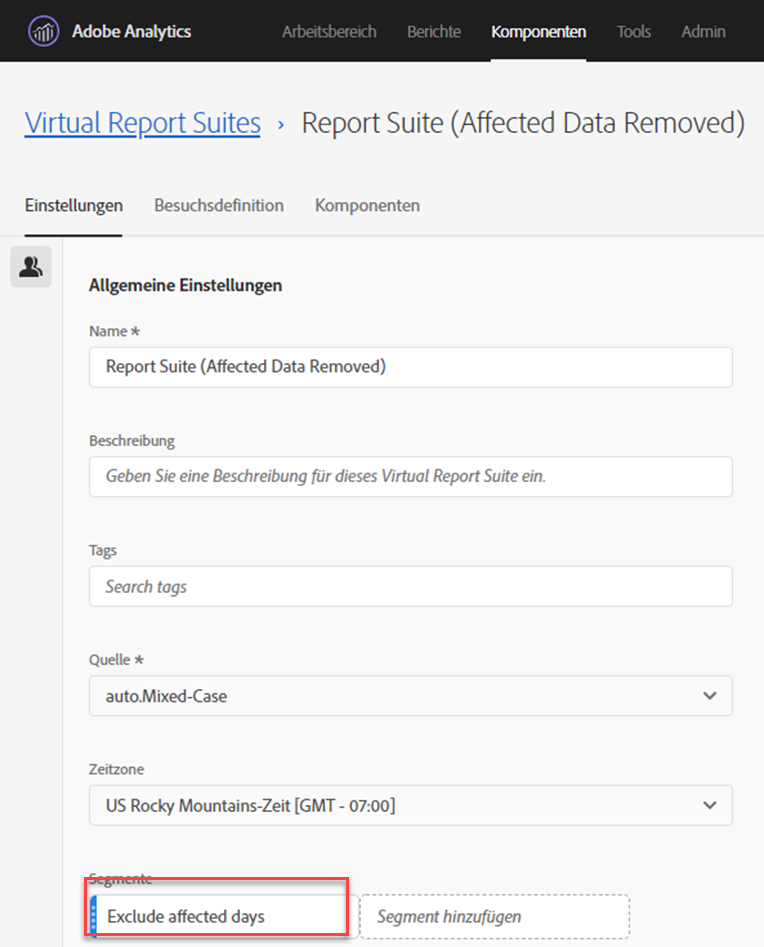 Adobe Analytics Arbeitsbereich Berichte Komponenten Tools Admin
Virtual Report Suites › Report Suite (Affected Data Removed)
Einstellungen Besuchsdefinition Komponenten
Allgemeine Einstellungen
Name *
Report Suite (Affected Data Removed)
Beschreibung
Geben Sie eine Beschreibung für dieses Virtual Report Suite ein.
Tags
Search tags
Quelle *
auto.Mixed-Case
Zeitzone
US Rocky Mountains-Zeit [GMT - 07:00]
Segmente
Exclude affected days Segment hinzufügen